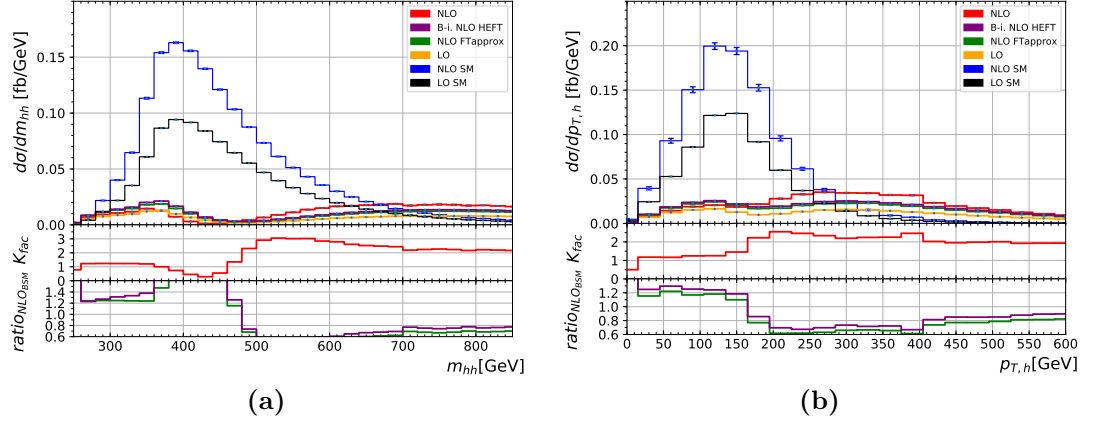 dσ/dm_hh [fb/GeV]
0.15
0.10
0.05
0.00
NLO
B-i. NLO HEFT
NLO FTapprox
LO
NLO SM
LO SM
K_fac
3
2
1
0
ratio_NLO_BSM
1.4
1.2
1.0
0.8
0.6
300 400 500 600 700 800
m_hh[GeV]
(a)
dσ/dp_T,h [fb/GeV]
0.20
0.15
0.10
0.05
0.00
NLO
B-i. NLO HEFT
NLO FTapprox
LO
NLO SM
LO SM
K_fac
2
1
0
ratio_NLO_BSM
1.2
1.0
0.8
0.6
0 50 100 150 200 250 300 350 400 450 500 550 600
p_T,h[GeV]
(b)